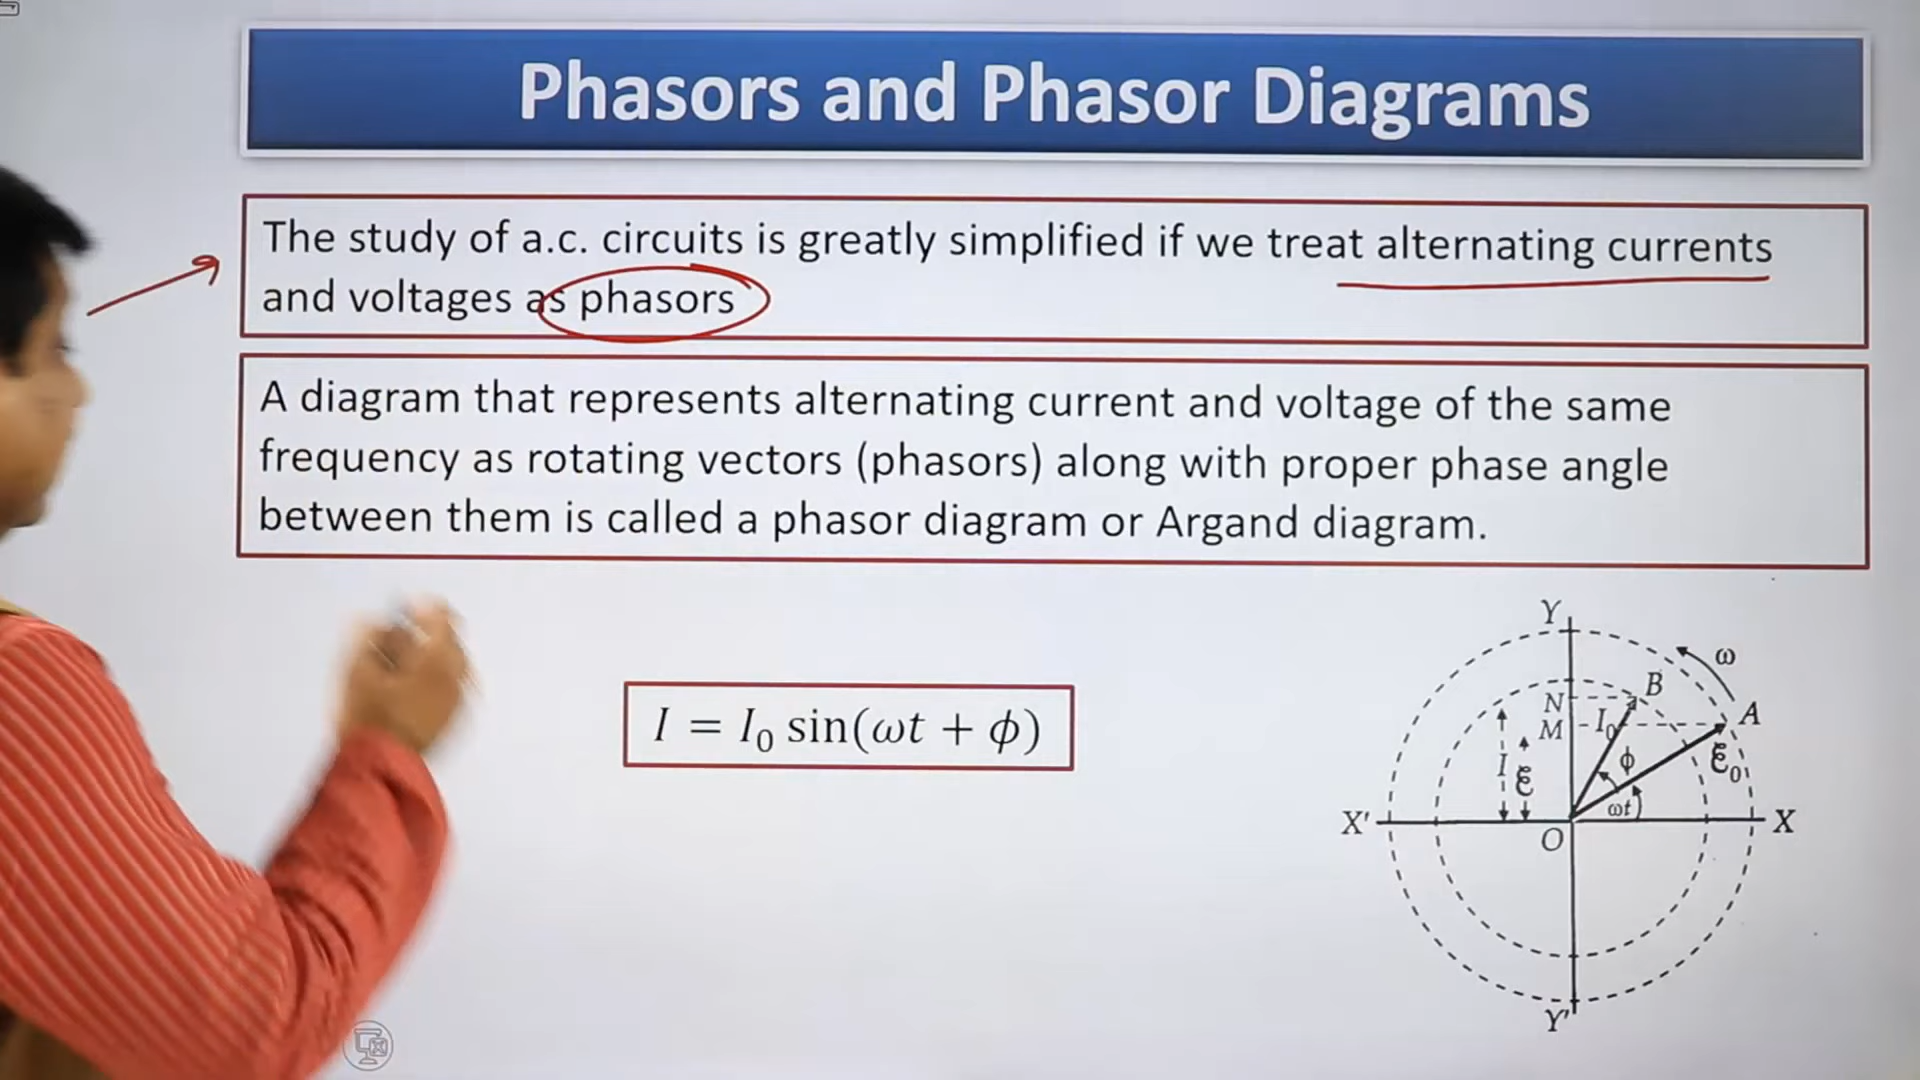 Phasors and Phasor Diagrams
The study of a.c. circuits is greatly simplified if we treat alternating currents
and voltages as phasors
A diagram that represents alternating current and voltage of the same
frequency as rotating vectors (phasors) along with proper phase angle
between them is called a phasor diagram or Argand diagram.
I = I₀ sin(ωt + ϕ)
Y
ω
B
N
A
M
I₀
ϕ
ℰ₀
I
ℰ
ωt
X'
X
O
Y'